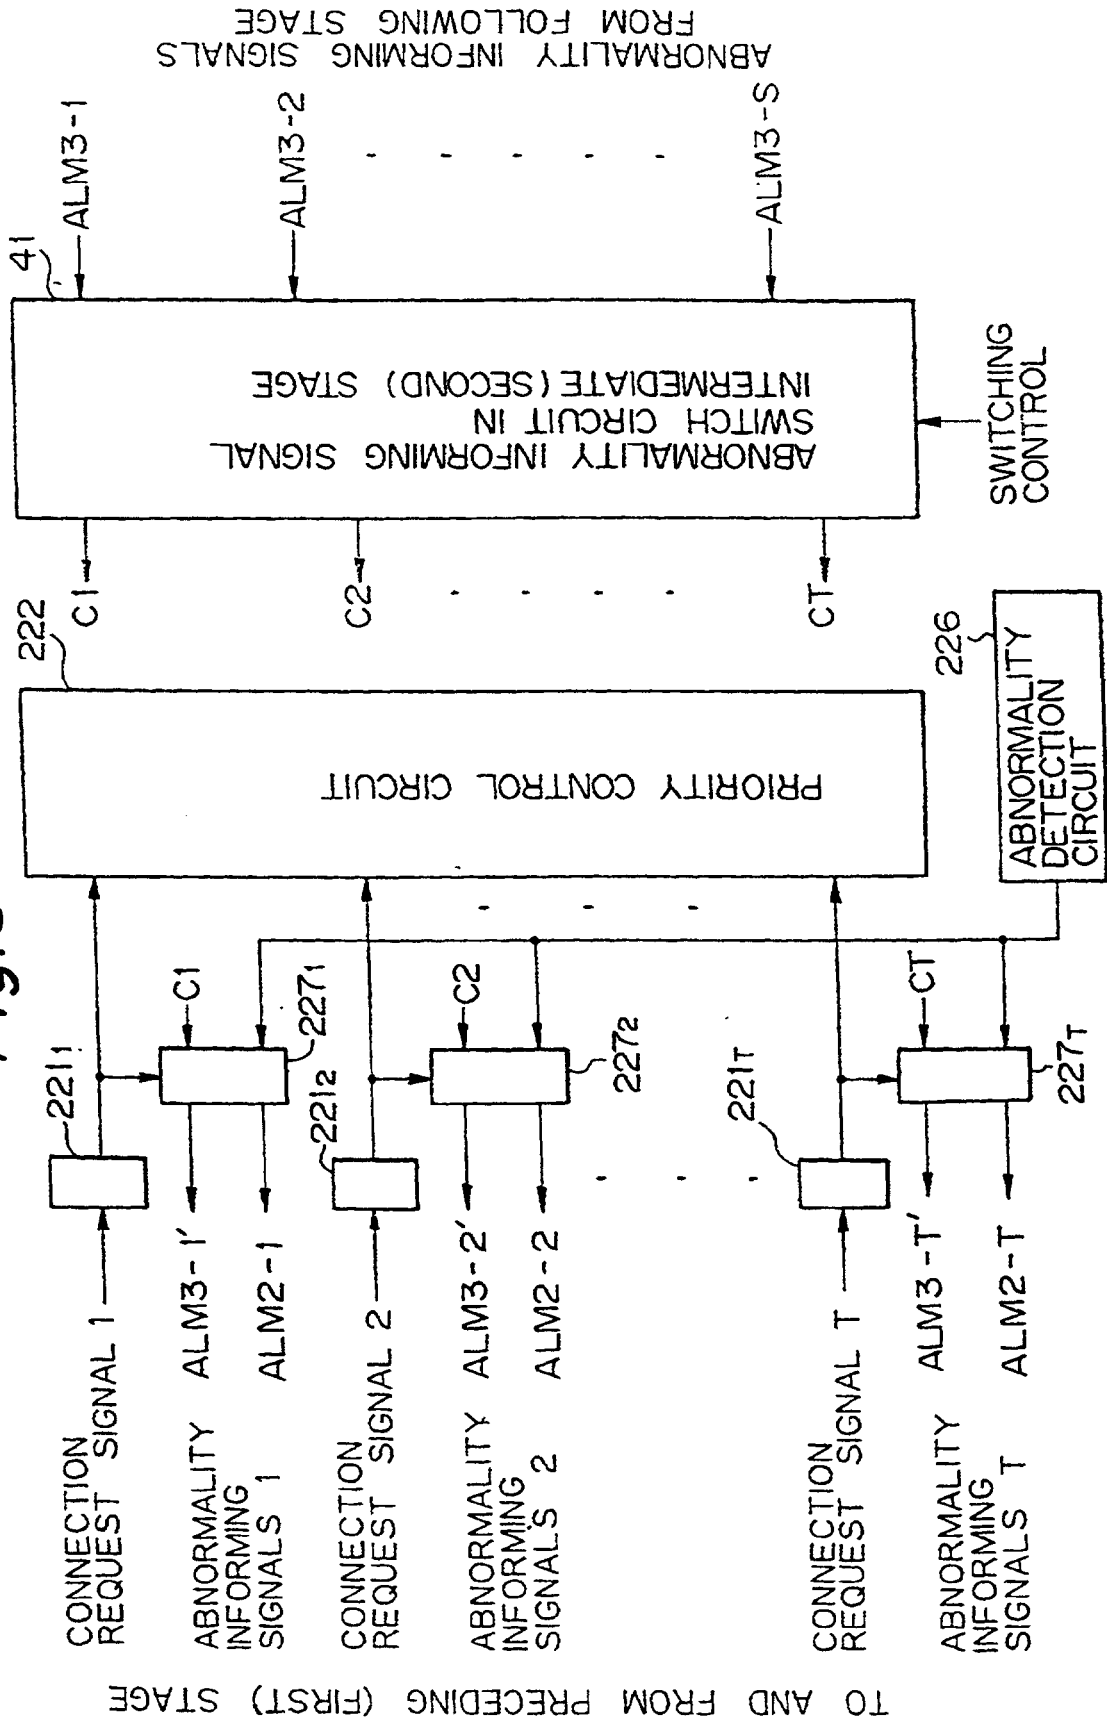 Fig.
TO AND FROM PRECEDING (FIRST) STAGE
CONNECTION
REQUEST SIGNAL 1
221₁
ABNORMALITY
INFORMING
SIGNALS 1
ALM3-1'
ALM2-1
C1
227₁
CONNECTION
REQUEST SIGNAL 2
221₂
ABNORMALITY
INFORMING
SIGNALS 2
ALM3-2'
ALM2-2
C2
227₂
CONNECTION
REQUEST SIGNAL T
221T
ABNORMALITY
INFORMING
SIGNALS T
ALM3-T'
ALM2-T
CT
227T
222
PRIORITY CONTROL CIRCUIT
226
ABNORMALITY
DETECTION
CIRCUIT
C1
C2
CT
41
ABNORMALITY INFORMING SIGNAL
SWITCH CIRCUIT IN
INTERMEDIATE (SECOND) STAGE
SWITCHING
CONTROL
ALM3-1
ALM3-2
ALM3-S
ABNORMALITY INFORMING SIGNALS
FROM FOLLOWING STAGE